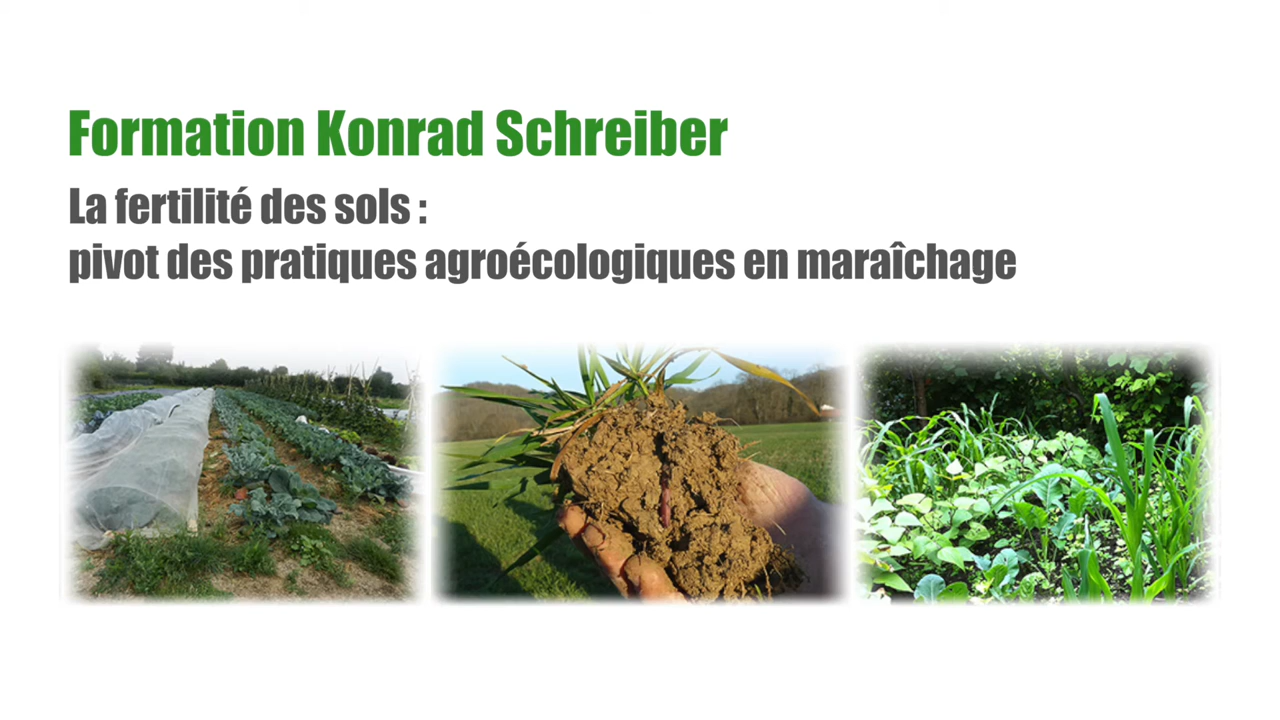 Formation Konrad Schreiber
La fertilité des sols :
pivot des pratiques agroécologiques en maraîchage